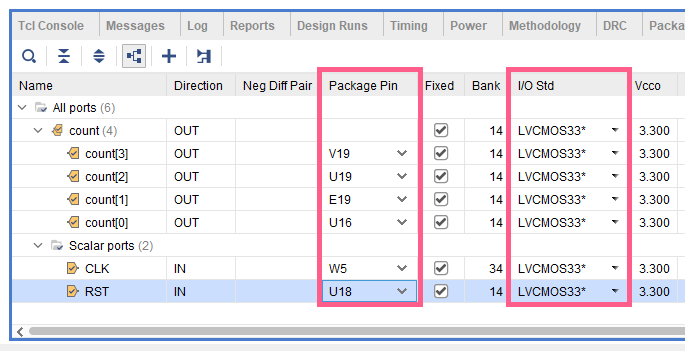 Tcl Console Messages Log Reports Design Runs Timing Power Methodology DRC Packa
Name Direction Neg Diff Pair Package Pin Fixed Bank I/O Std Vcco
All ports (6)
count (4) OUT 14 LVCMOS33* 3.300
count[3] OUT V19 14 LVCMOS33* 3.300
count[2] OUT U19 14 LVCMOS33* 3.300
count[1] OUT E19 14 LVCMOS33* 3.300
count[0] OUT U16 14 LVCMOS33* 3.300
Scalar ports (2)
CLK IN W5 34 LVCMOS33* 3.300
RST IN U18 14 LVCMOS33* 3.300